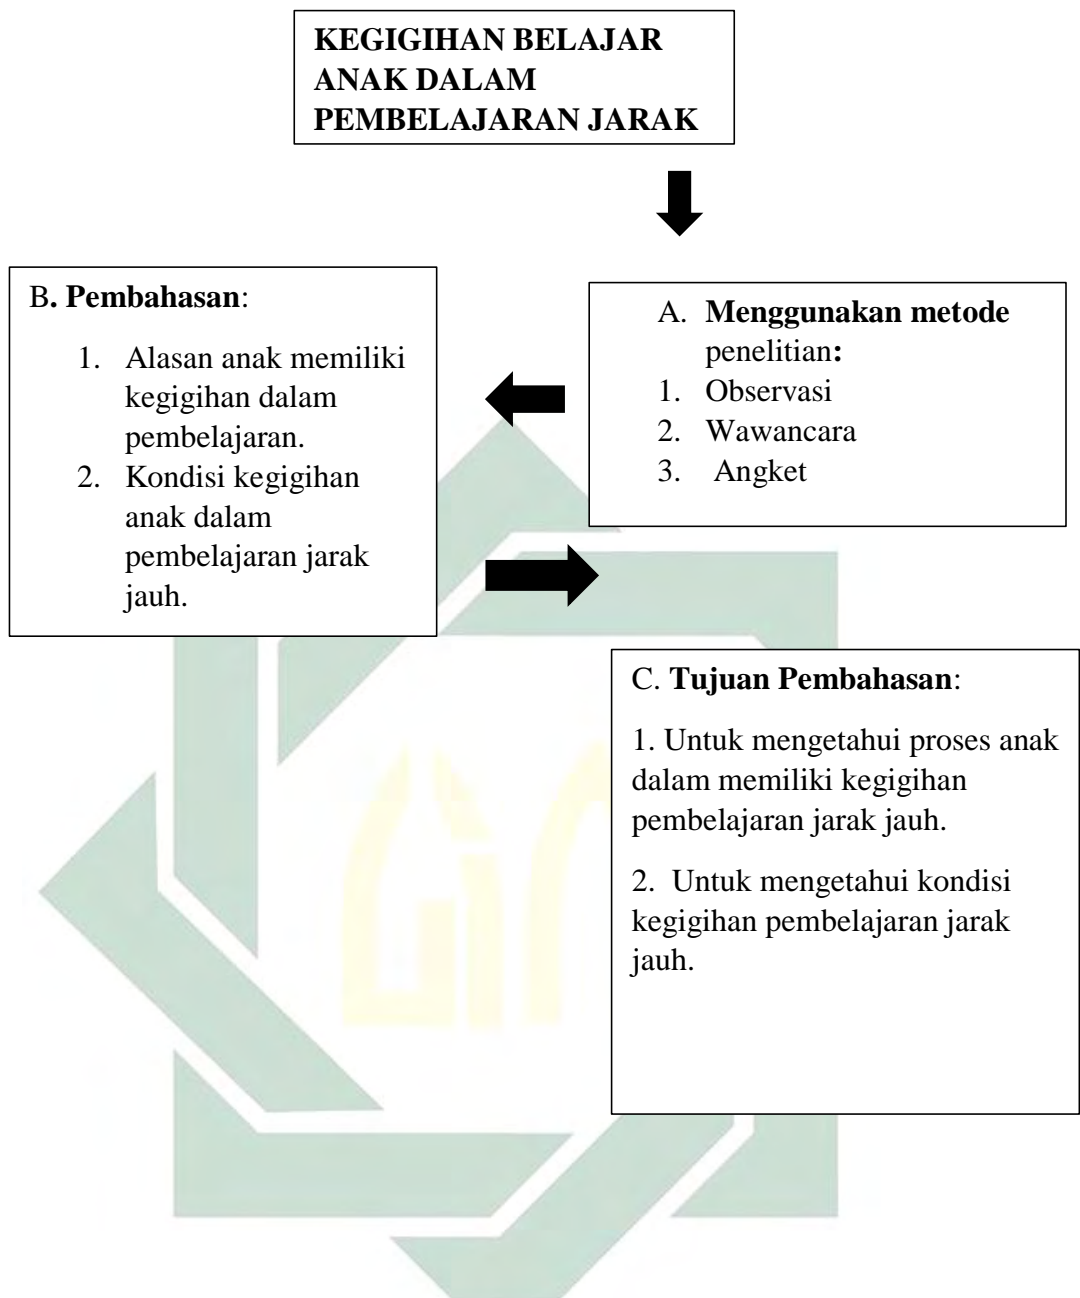 KEGIGIHAN BELAJAR
ANAK DALAM
PEMBELAJARAN JARAK
A. Menggunakan metode
penelitian:
1. Observasi
2. Wawancara
3. Angket
B. Pembahasan:
1. Alasan anak memiliki
kegigihan dalam
pembelajaran.
2. Kondisi kegigihan
anak dalam
pembelajaran jarak
jauh.
C. Tujuan Pembahasan:
1. Untuk mengetahui proses anak
dalam memiliki kegigihan
pembelajaran jarak jauh.
2. Untuk mengetahui kondisi
kegigihan pembelajaran jarak
jauh.